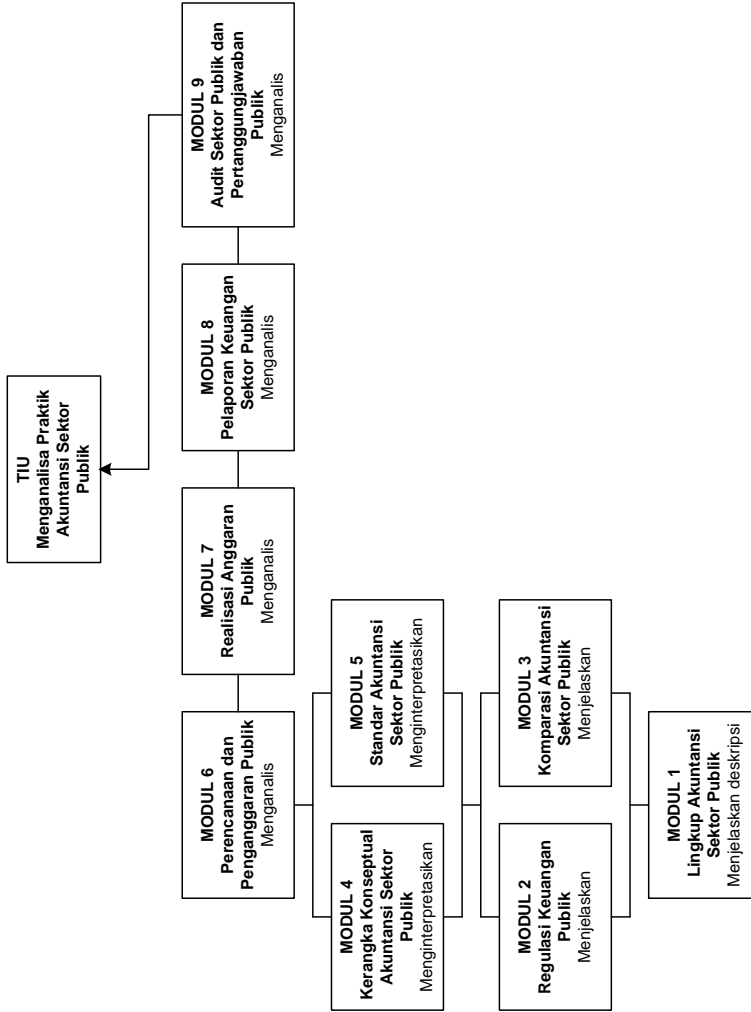 TIU
Menganalisa Praktik
Akuntansi Sektor
Publik
MODUL 6
Perencanaan dan
Penganggaran Publik
Menganalis
MODUL 7
Realisasi Anggaran
Publik
Menganalis
MODUL 8
Pelaporan Keuangan
Sektor Publik
Menganalis
MODUL 9
Audit Sektor Publik dan
Pertanggungjawaban
Publik
Menganalis
MODUL 4
Kerangka Konseptual
Akuntansi Sektor
Publik
Menginterpretasikan
MODUL 5
Standar Akuntansi
Sektor Publik
Menginterpretasikan
MODUL 2
Regulasi Keuangan
Publik
Menjelaskan
MODUL 3
Komparasi Akuntansi
Sektor Publik
Menjelaskan
MODUL 1
Lingkup Akuntansi
Sektor Publik
Menjelaskan deskripsi